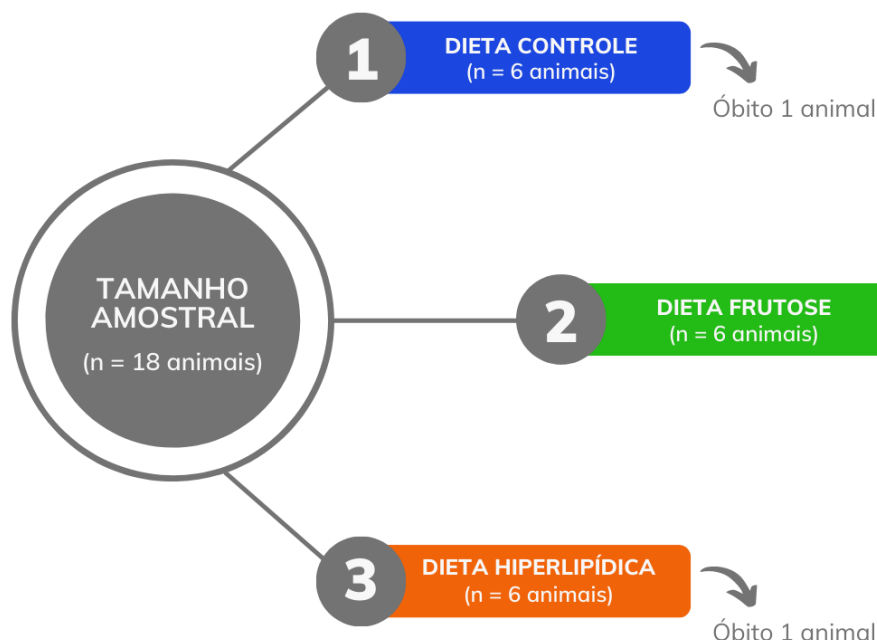 1
DIETA CONTROLE
(n = 6 animais)
Óbito 1 animal
TAMANHO
AMOSTRAL
(n = 18 animais)
2
DIETA FRUTOSE
(n = 6 animais)
3
DIETA HIPERLIPÍDICA
(n = 6 animais)
Óbito 1 animal